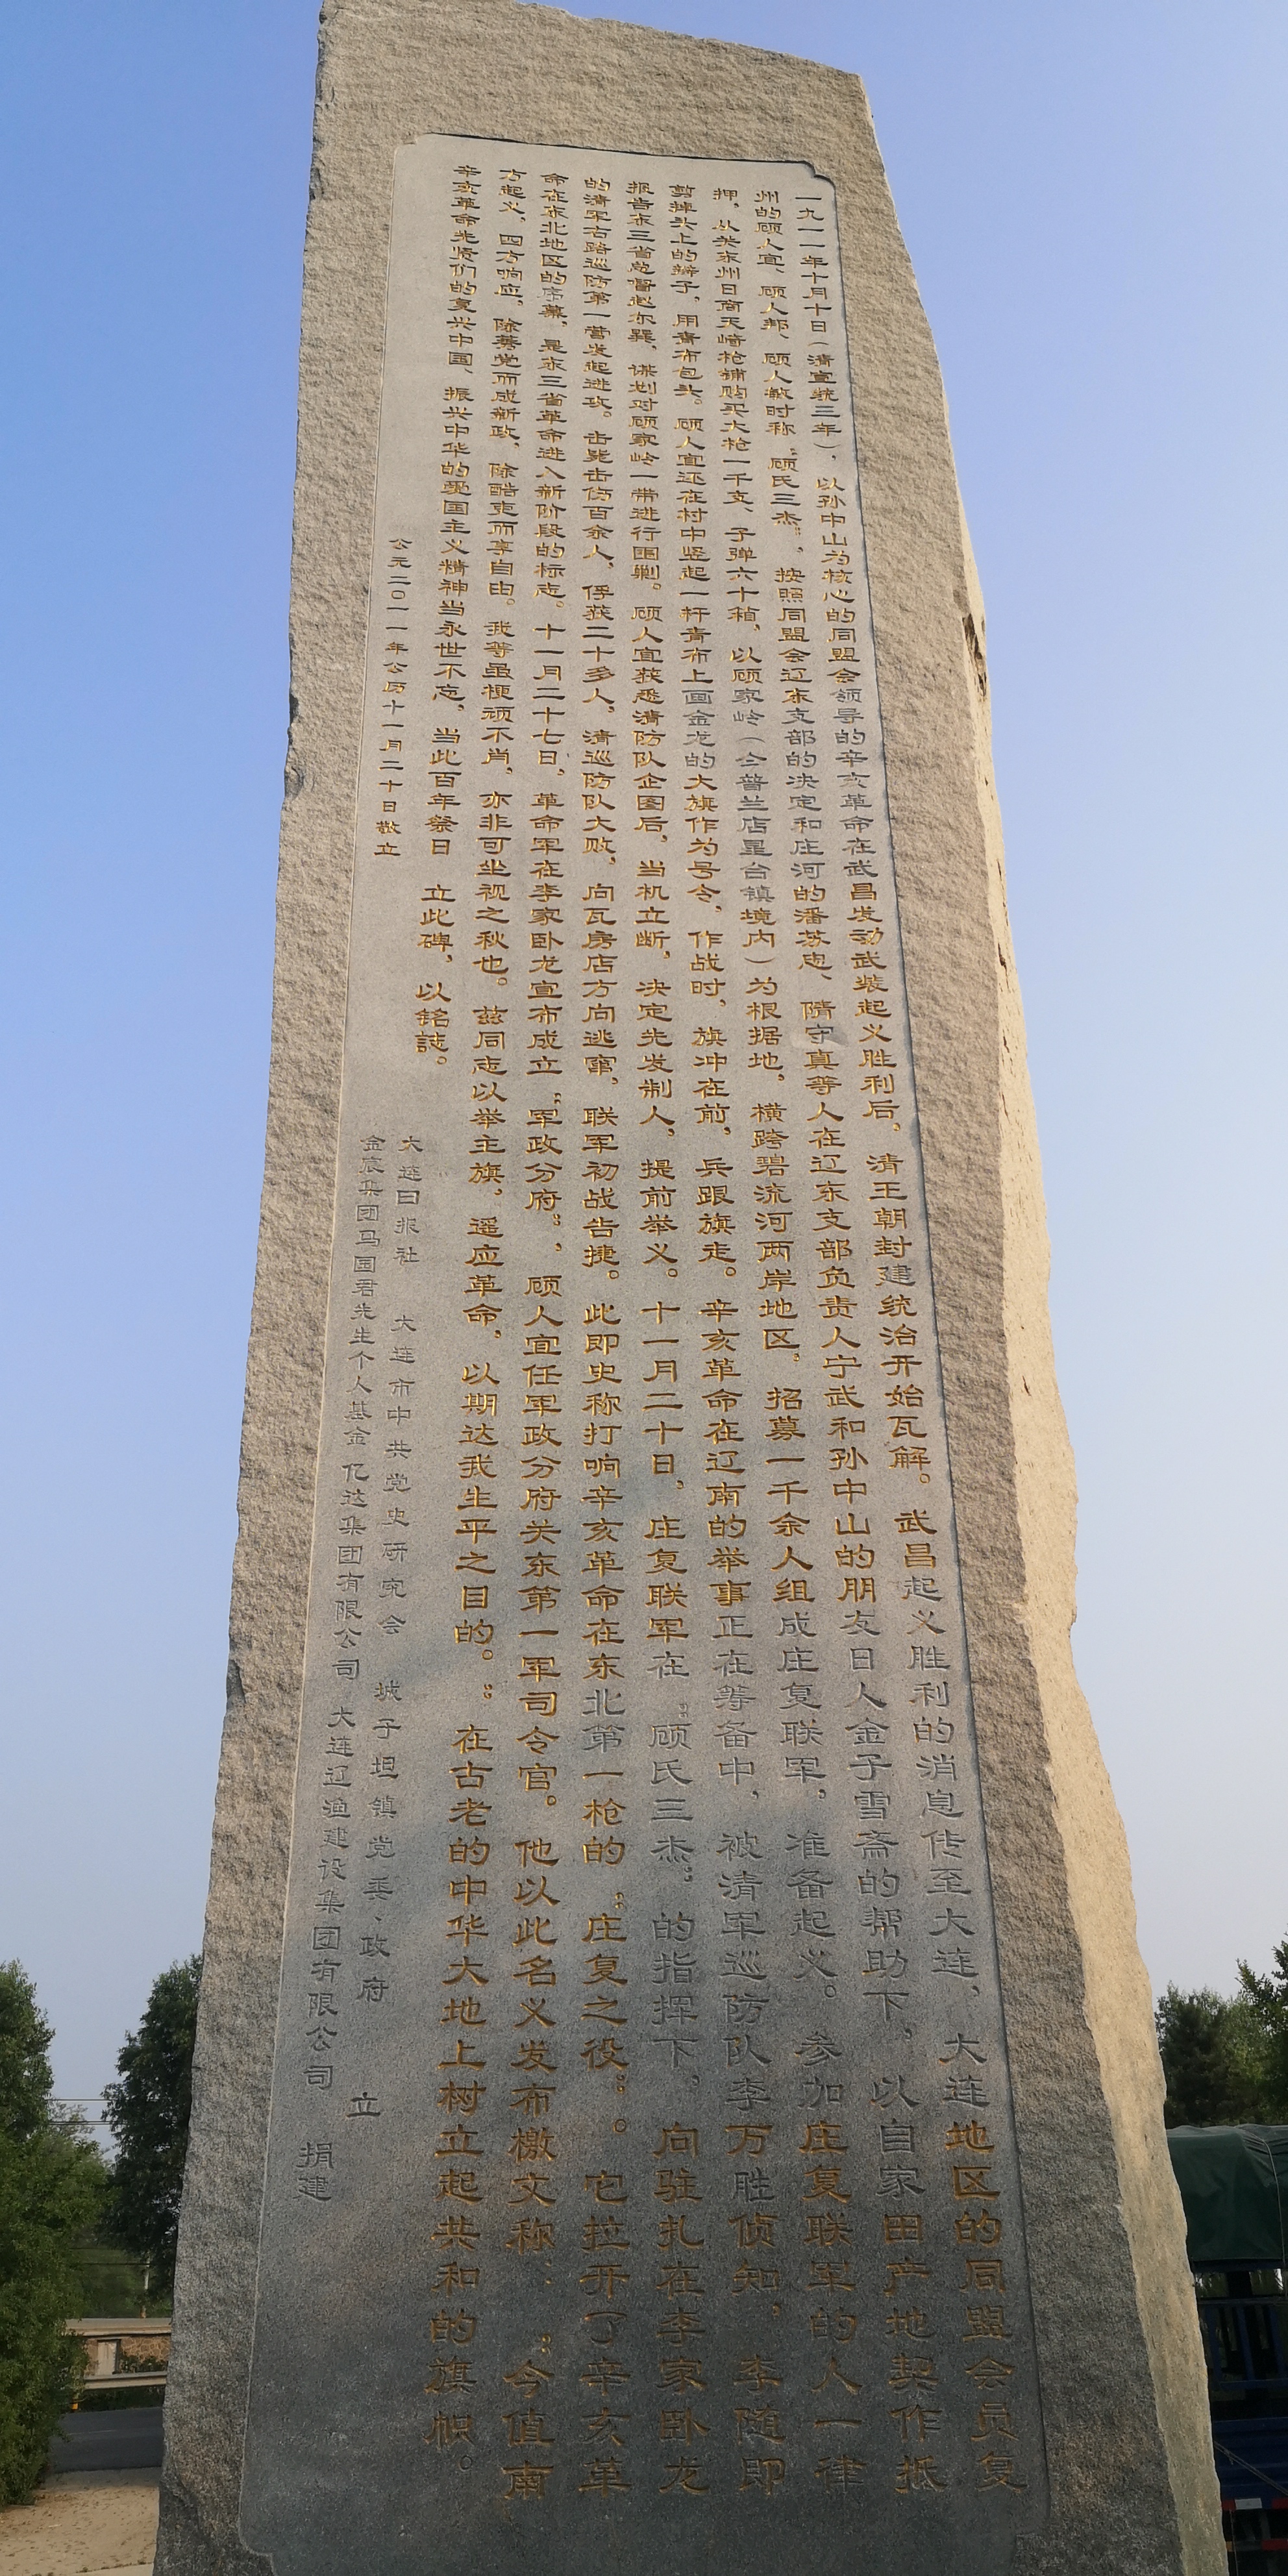 一九一一年十月十日（清宣统三年），以孙中山为核心的同盟会领导的辛亥革命在武昌发动武装起义胜利后，清王朝封建统治开始瓦解。武昌起义胜利的消息传至大连，大连地区的同盟会员复
州的顾人宜、顾人邦、顾人敏时称“顾氏三杰”，按照同盟会辽东支部的决定和庄河的潘苏忠、隋守真等人在辽东支部负责人宁武和孙中山的朋友日人金子雪斋的帮助下，以自家田产地契作抵
押，从关东州日商天崎枪铺购买大枪一千支、子弹六十箱，以顾家岭（今普兰店星台镇境内）为根据地，横跨碧流河两岸地区，招募一千余人组成庄复联军，准备起义。参加庄复联军的人一律
剪掉头上的辫子，用青布包头。顾人宜还在村中竖起一杆青布上画金龙的大旗作为号令，作战时，旗冲在前，兵跟旗走。辛亥革命在辽南的举事正在筹备中，被清军巡防队李万胜侦知，李随即
报告东三省总督赵尔巽，谋划对顾家岭一带进行围剿。顾人宜获悉清防队企图后，当机立断，决定先发制人，提前举义。十一月二十日，庄复联军在“顾氏三杰”的指挥下，向驻扎在李家卧龙
的清军右路巡防第一营发起进攻。击毙击伤百余人，俘获二十多人，清巡防队大败，向瓦房店方向逃窜，联军初战告捷。此即史称打响辛亥革命在东北第一枪的“庄复之役”。它拉开了辛亥革
命在东北地区的序幕，是东三省革命进入新阶段的标志。十一月二十七日，革命军在李家卧龙宣布成立“军政分府”，顾人宜任军政分府关东第一军司令官。他以此名义发布檄文称：“今值南
方起义，四方响应，除秦党而成新政，除酷吏而享自由。我等虽梗顽不肖，亦非可坐视之秋也。兹同志以举主旗，遥应革命，以期达我生平之目的。”在古老的中华大地上树立起共和的旗帜。
辛亥革命先贤们的复兴中国、振兴中华的爱国主义精神当永世不忘，当此百年祭日 立此碑，以铭誌。
公元二〇一一年公历十一月二十日敬立
大连日报社 大连市中共党史研究会 城子坦镇党委、政府 立
金宸集团马国君先生个人基金 亿达集团有限公司 大连辽渔建设集团有限公司 捐建